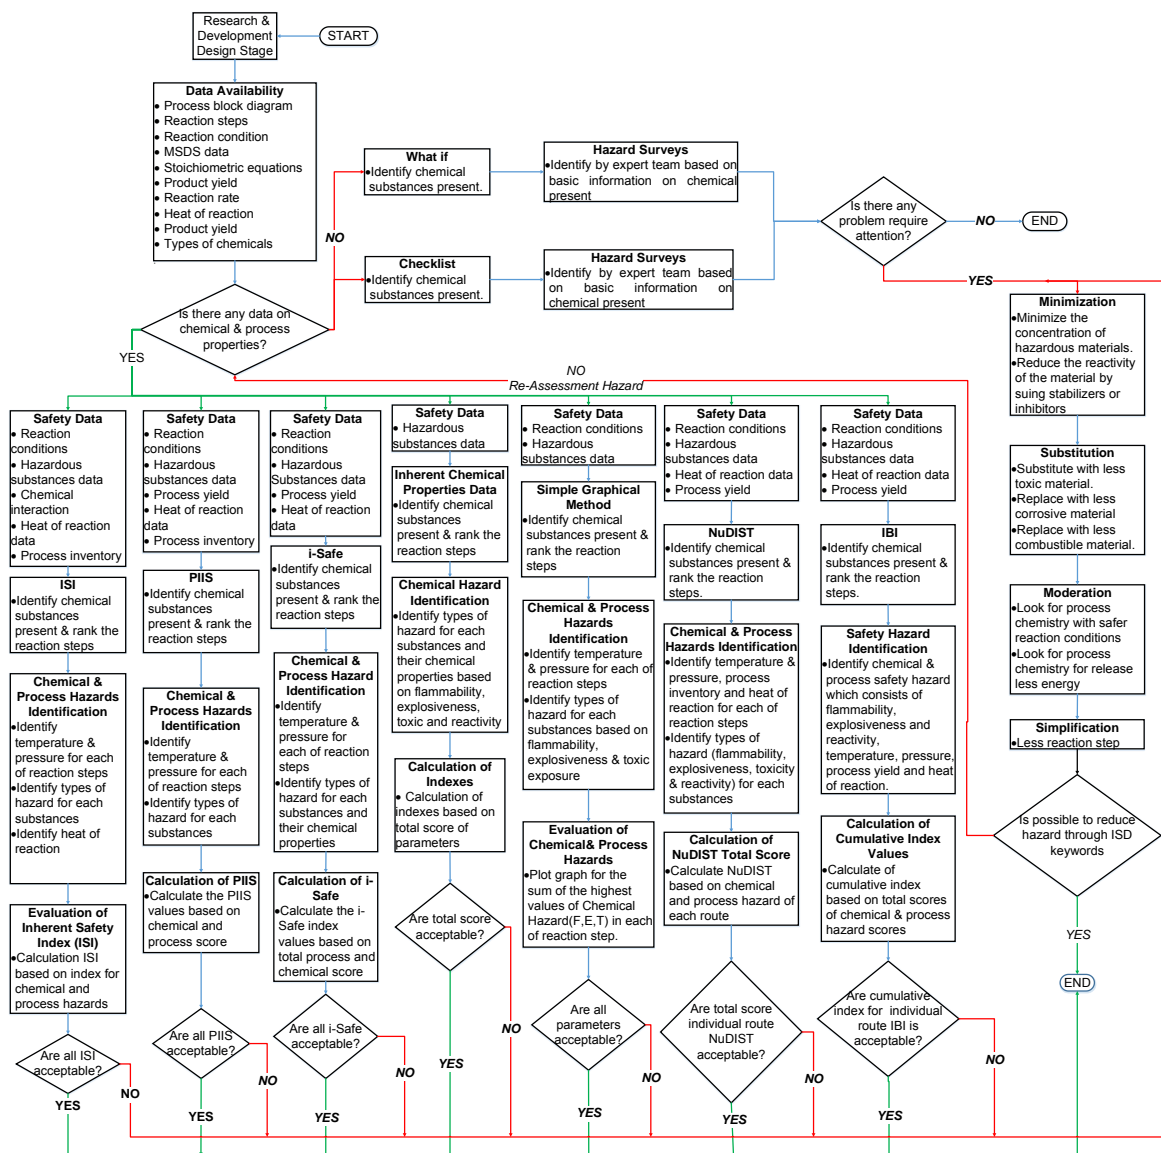 Research &
Development
Design Stage
START
Data Availability
● Process block diagram
● Reaction steps
● Reaction condition
● MSDS data
● Stoichiometric equations
● Product yield
● Reaction rate
● Heat of reaction
● Product yield
● Types of chemicals
What if
●Identify chemical
substances present.
Hazard Surveys
●Identify by expert team based on
basic information on chemical
present
Is there any
problem require
attention?
NO
END
NO
Checklist
●Identify chemical
substances present.
Hazard Surveys
●Identify by expert team based
on basic information on
chemical present
YES
Is there any data on
chemical & process
properties?
YES
NO
Re-Assessment Hazard
Minimization
●Minimize the
concentration of
hazardous materials.
●Reduce the reactivity
of the material by
suing stabilizers or
inhibitors
Substitution
●Substitute with less
toxic material.
●Replace with less
corrosive material
●Replace with less
combustible material.
Moderation
●Look for process
chemistry with safer
reaction conditions
●Look for process
chemistry for release
less energy
Simplification
●Less reaction step
Is possible to reduce
hazard through ISD
keywords
YES
END
Safety Data
● Reaction
conditions
● Hazardous
substances data
● Chemical
interaction
● Heat of reaction
data
● Process inventory
ISI
●Identify chemical
substances
present & rank the
reaction steps
Chemical &
Process Hazards
Identification
●Identify
temperature &
pressure for each
of reaction steps
●Identify types of
hazard for each
substances
●Identify heat of
reaction
Evaluation of
Inherent Safety
Index (ISI)
●Calculation ISI
based on index for
chemical and
process hazards
Are all ISI
acceptable?
YES
NO
Safety Data
● Reaction
conditions
● Hazardous
substances data
● Process yield
● Heat of reaction
data
● Process inventory
PIIS
●Identify chemical
substances
present & rank the
reaction steps
Chemical &
Process Hazards
Identification
●Identify
temperature &
pressure for each
of reaction steps
●Identify types of
hazard for each
substances
Calculation of PIIS
●Calculate the PIIS
values based on
chemical and
process score
Are all PIIS
acceptable?
NO
YES
Safety Data
● Reaction
conditions
● Hazardous
Substances data
● Process yield
● Heat of reaction
data
i-Safe
●Identify chemical
substances
present & rank the
reaction steps
Chemical &
Process Hazard
Identification
●Identify
temperature &
pressure for
each of reaction
steps
●Identify types of
hazard for each
substances and
their chemical
properties
Calculation of i-
Safe
●Calculate the i-
Safe index
values based on
total process and
chemical score
Are all i-Safe
acceptable?
NO
YES
Safety Data
● Hazardous
substances data
Inherent Chemical
Properties Data
●Identify chemical
substances
present & rank the
reaction steps
Chemical Hazard
Identification
●Identify types of
hazard for each
substances and
their chemical
properties based
on flammability,
explosiveness,
toxic and reactivity
Calculation of
Indexes
● Calculation of
indexes based on
total score of
parameters
Are total score
acceptable?
NO
YES
Safety Data
● Reaction conditions
● Hazardous
substances data
Simple Graphical
Method
●Identify chemical
substances present &
rank the reaction
steps
Chemical & Process
Hazards
Identification
●Identify temperature
& pressure for each of
reaction steps
●Identify types of
hazard for each
substances based on
flammability,
explosiveness &
toxic exposure
Evaluation of
Chemical& Process
Hazards
●Plot graph for the
sum of the highest
values of Chemical
Hazard(F,E,T) in each
of reaction step.
Are all
parameters
acceptable?
NO
YES
Safety Data
● Reaction conditions
● Hazardous
substances data
● Heat of reaction data
● Process yield
NuDIST
●Identify chemical
substances present &
rank the reaction
steps.
Chemical & Process
Hazards Identification
●Identify temperature &
pressure, process
inventory and heat of
reaction for each of
reaction steps
●Identify types of
hazard (flammability,
explosiveness, toxicity
& reactivity) for each
substances
Calculation of
NuDIST Total Score
●Calculate NuDIST
based on chemical
and process hazard of
each route
Are total score
individual route
NuDIST
acceptable?
NO
YES
Safety Data
● Reaction conditions
● Hazardous
substances data
● Heat of reaction data
● Process yield
IBI
●Identify chemical
substances present &
rank the reaction
steps.
Safety Hazard
Identification
●Identify chemical &
process safety hazard
which consists of
flammability,
explosiveness and
reactivity,
temperature, pressure,
process yield and heat
of reaction.
Calculation of
Cumulative Index
Values
●Calculate of
cumulative index
based on total scores
of chemical & process
hazard scores
Are cumulative
index for individual
route IBI is
acceptable?
NO
YES